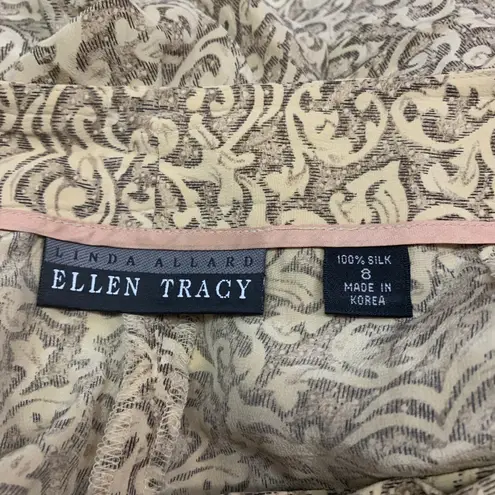 LINDA ALLARD
ELLEN TRACY
100% SILK
8
MADE IN
KOREA